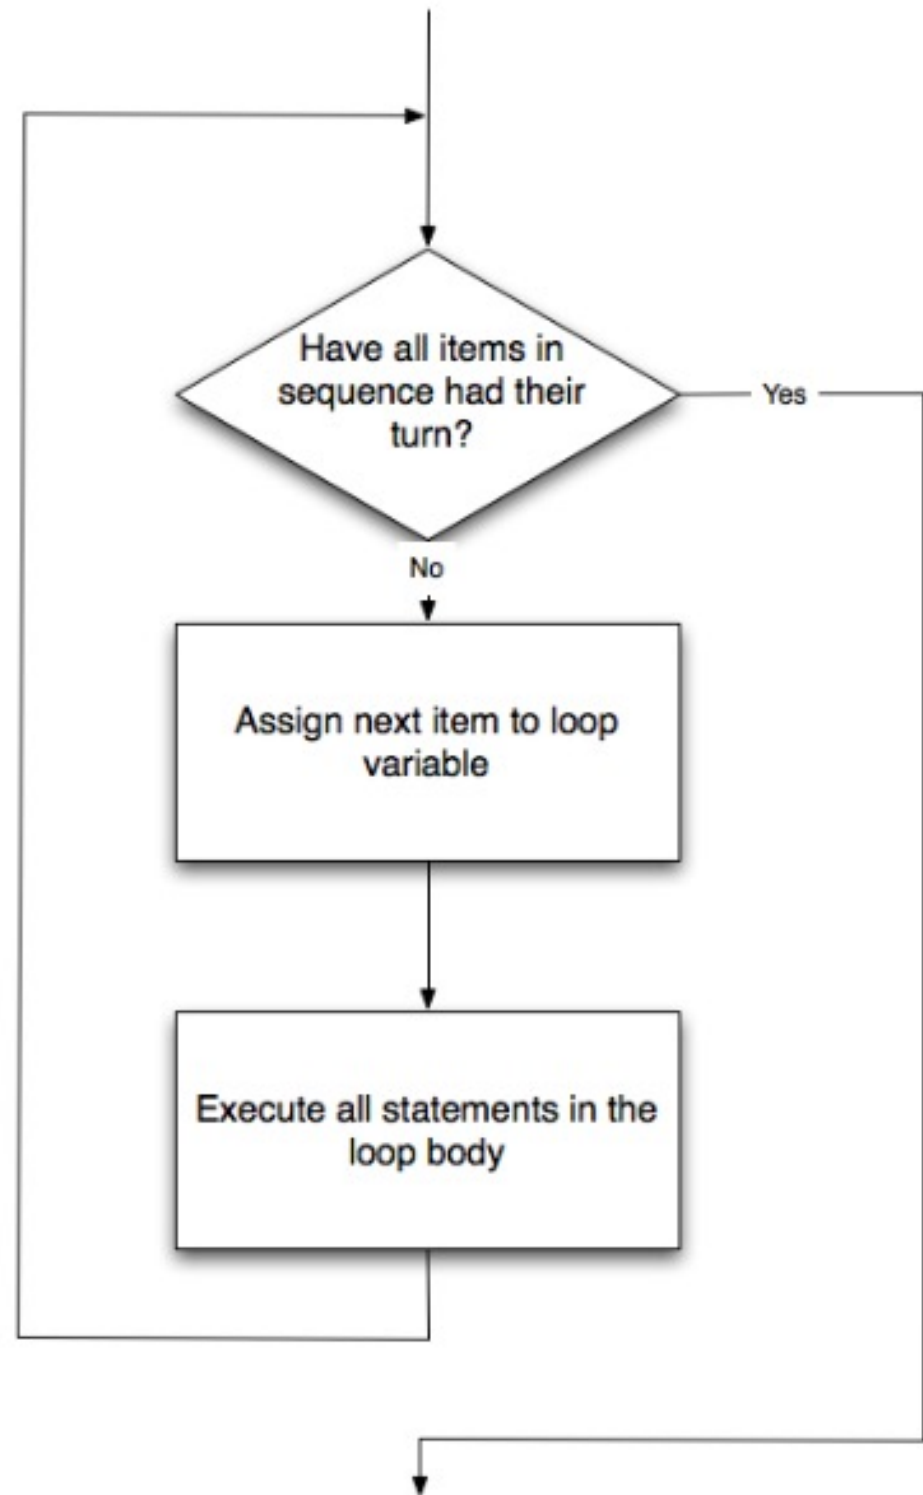 Have all items in
sequence had their
turn?
Yes
No
Assign next item to loop
variable
Execute all statements in the
loop body